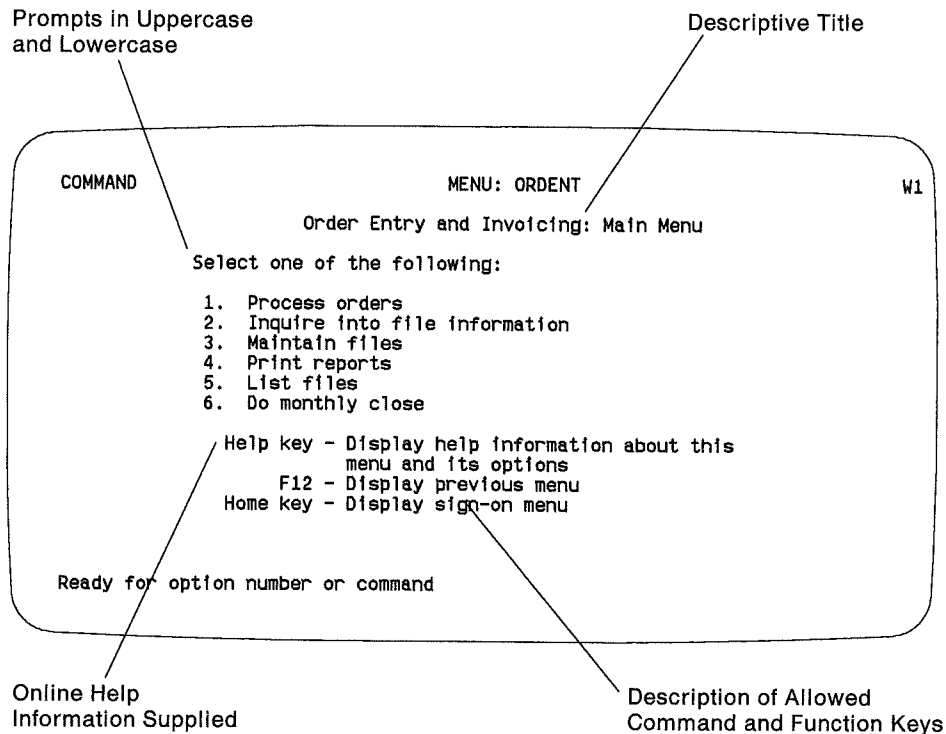 Prompts in Uppercase
and Lowercase
Descriptive Title
COMMAND MENU: ORDENT W1
Order Entry and Invoicing: Main Menu
Select one of the following:
1. Process orders
2. Inquire into file information
3. Maintain files
4. Print reports
5. List files
6. Do monthly close
Help key - Display help information about this
menu and its options
F12 - Display previous menu
Home key - Display sign-on menu
Ready for option number or command
Online Help
Information Supplied
Description of Allowed
Command and Function Keys